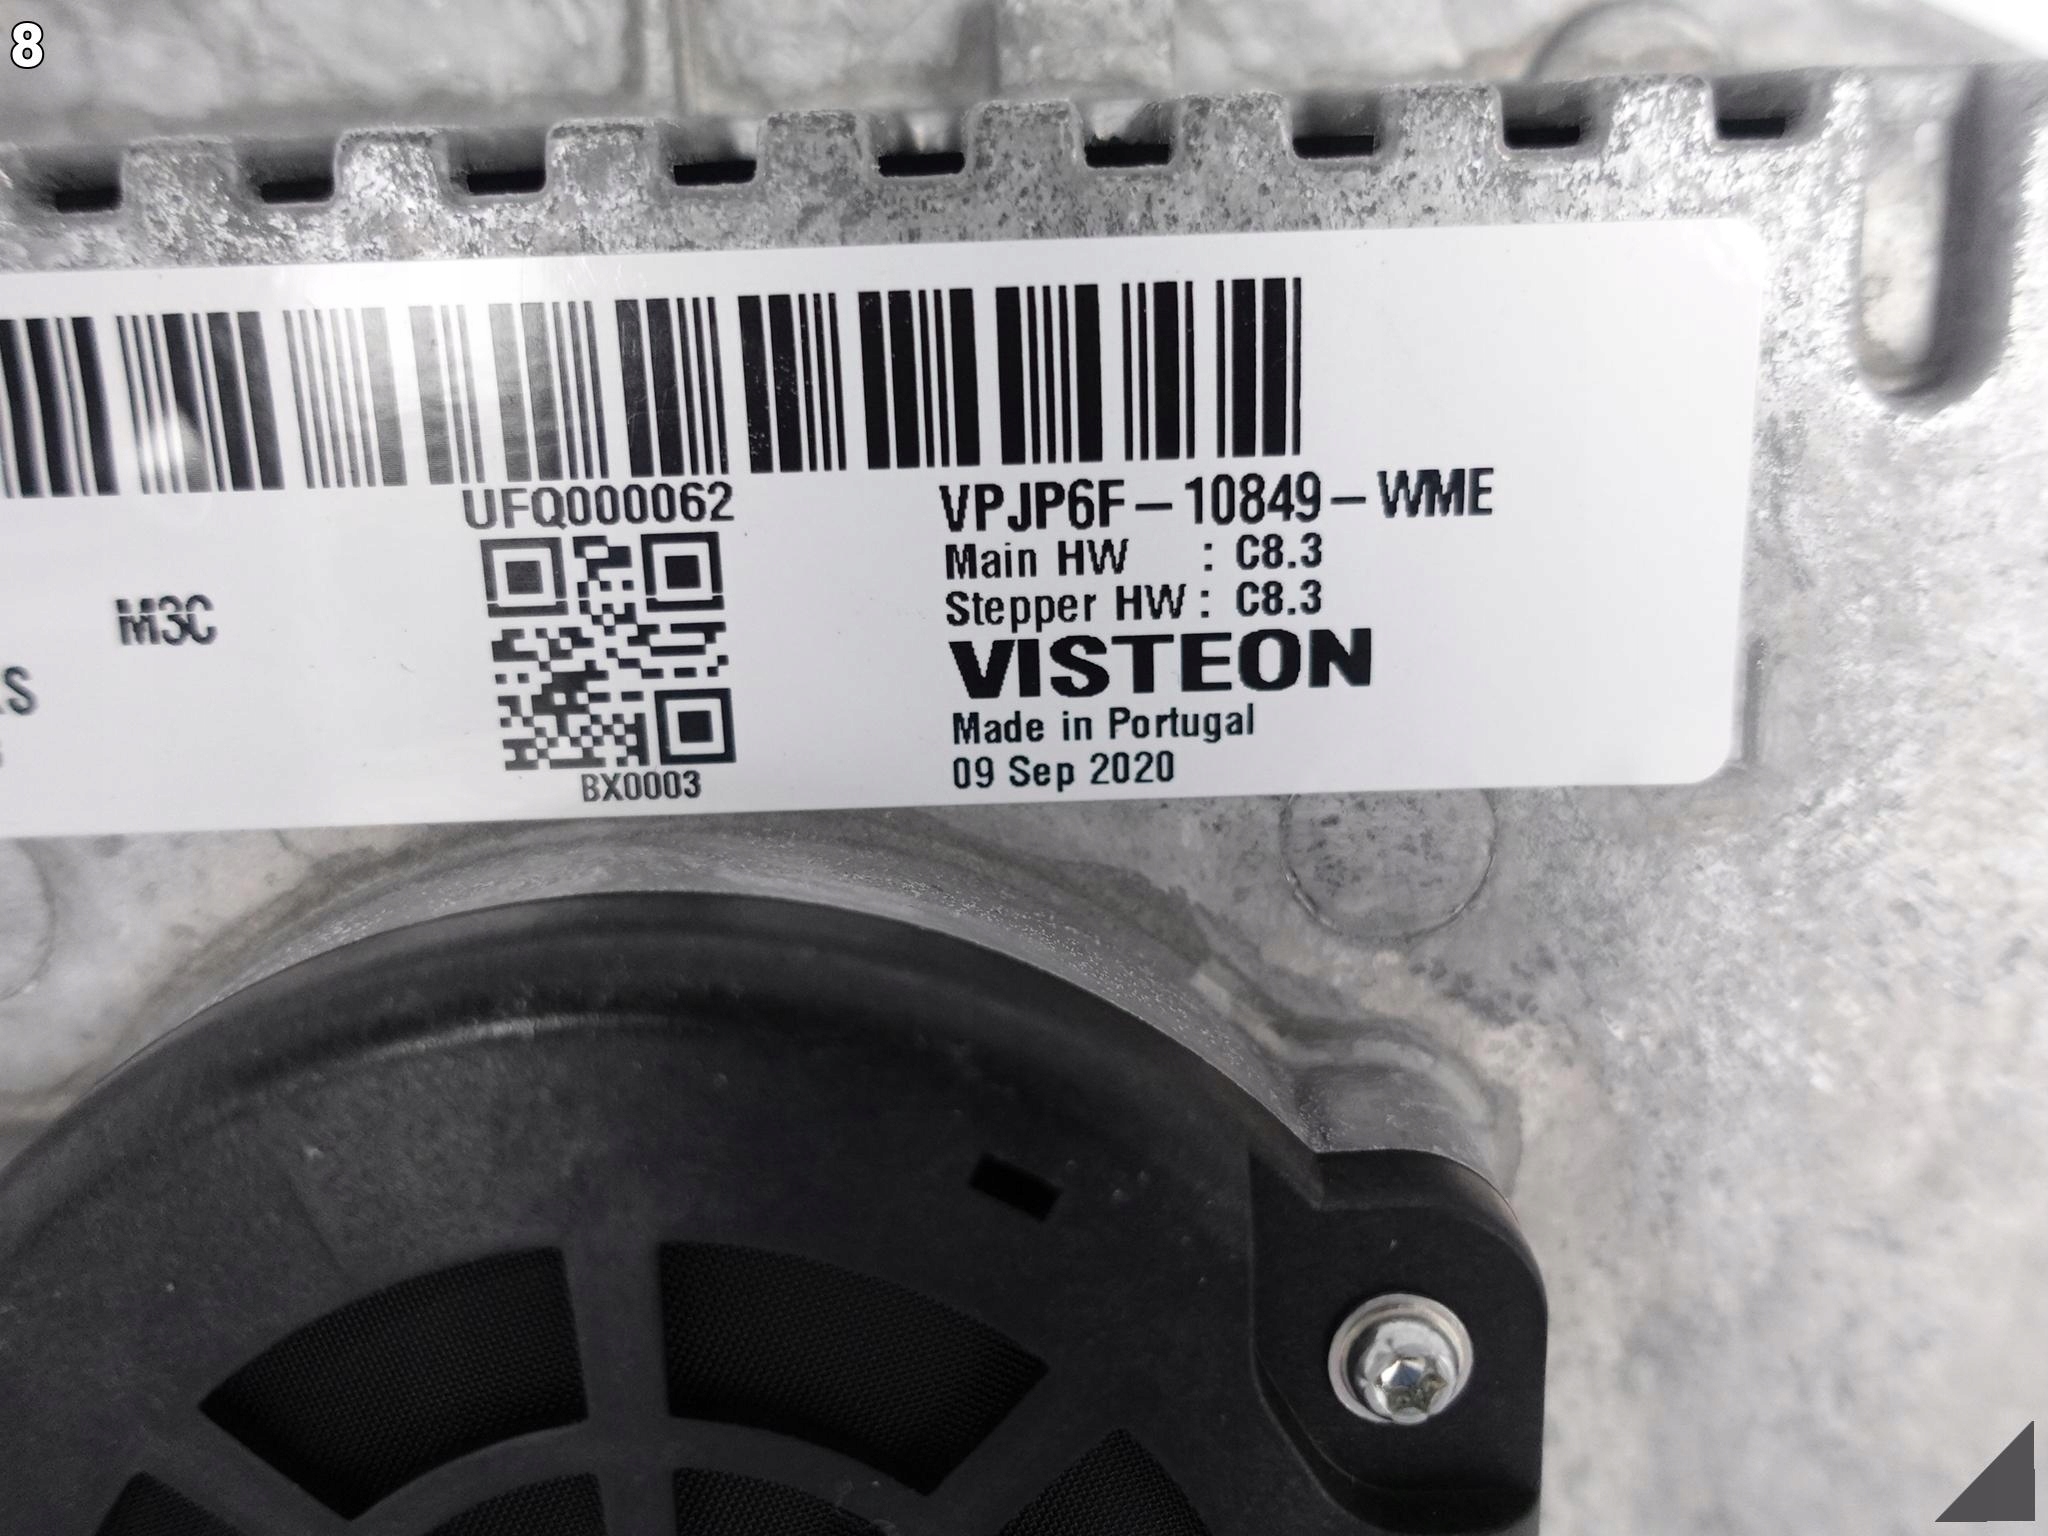 8
UFQ000062
M3C
BX0003
VPJP6F-10849-WME
Main HW : C8.3
Stepper HW : C8.3
VISTEON
Made in Portugal
09 Sep 2020